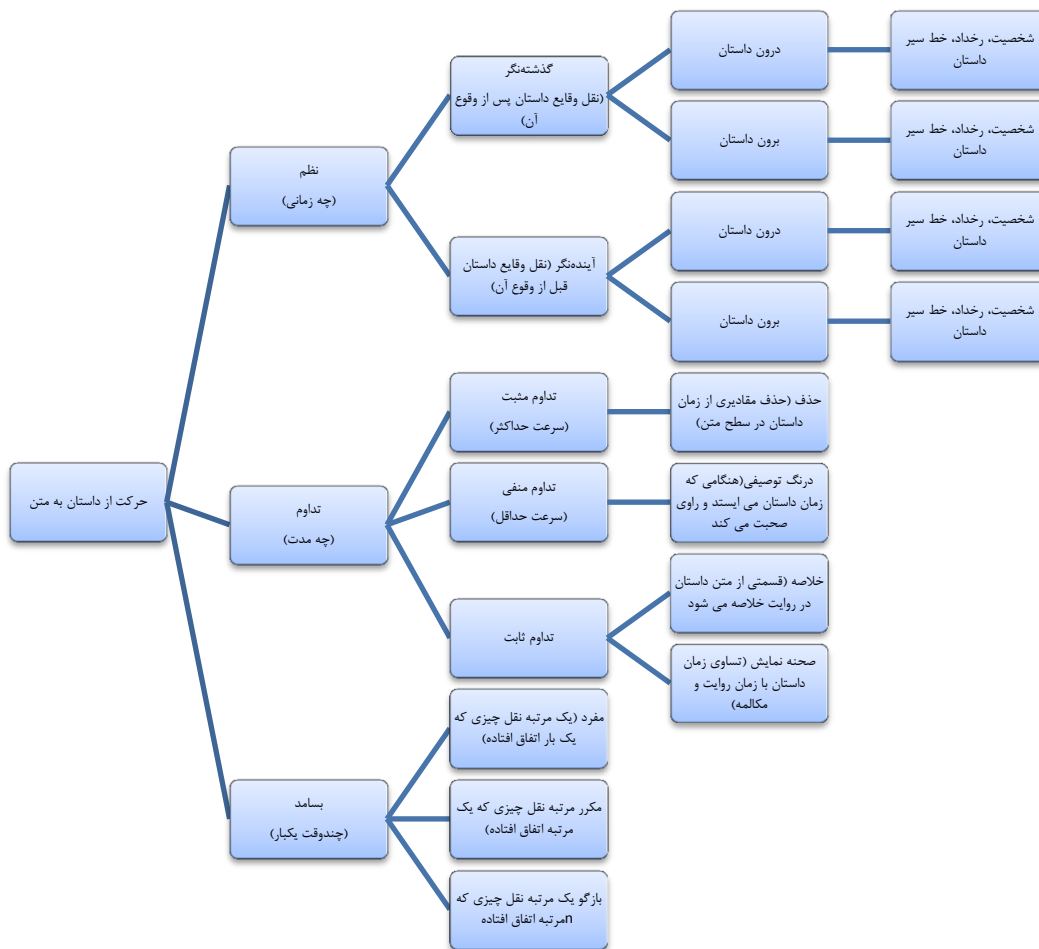 حرکت از داستان به متن
نظم
(چه زمانی)
گذشته‌نگر
(نقل وقایع داستان پس از وقوع
آن)
درون داستان
شخصیت، رخداد، خط سیر
داستان
برون داستان
شخصیت، رخداد، خط سیر
داستان
آینده‌نگر (نقل وقایع داستان
قبل از وقوع آن)
درون داستان
شخصیت، رخداد، خط سیر
داستان
برون داستان
شخصیت، رخداد، خط سیر
داستان
تداوم
(چه مدت)
تداوم مثبت
(سرعت حداکثر)
حذف (حذف مقادیری از زمان
داستان در سطح متن)
تداوم منفی
(سرعت حداقل)
درنگ توصیفی(هنگامی که
زمان داستان می ایستد و راوی
صحبت می کند
تداوم ثابت
خلاصه (قسمتی از متن داستان
در روایت خلاصه می شود
صحنه نمایش (تساوی زمان
داستان با زمان روایت و
مکالمه)
بسامد
(چندوقت یکبار)
مفرد (یک مرتبه نقل چیزی که
یک بار اتفاق افتاده)
مکرر مرتبه نقل چیزی که یک
مرتبه اتفاق افتاده)
بازگو یک مرتبه نقل چیزی که
nمرتبه اتفاق افتاده